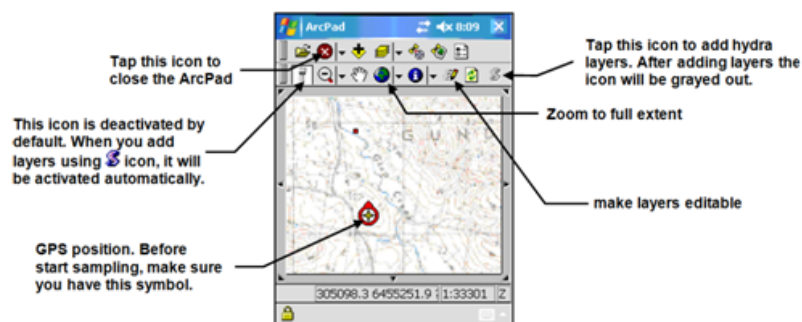 ArcPad 8:09
Tap this icon to
close the ArcPad
Tap this icon to add hydra
layers. After adding layers the
icon will be grayed out.
Zoom to full extent
This icon is deactivated by
default. When you add
layers using S icon, it will
be activated automatically.
G U N
make layers editable
GPS position. Before
start sampling, make sure
you have this symbol.
305098.3 6455251.9 1:33301 Z